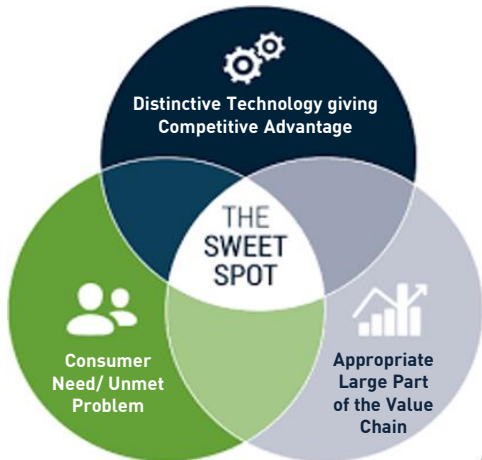 Distinctive Technology giving
Competitive Advantage
THE
SWEET
SPOT
Consumer
Need/ Unmet
Problem
Appropriate
Large Part
of the Value
Chain